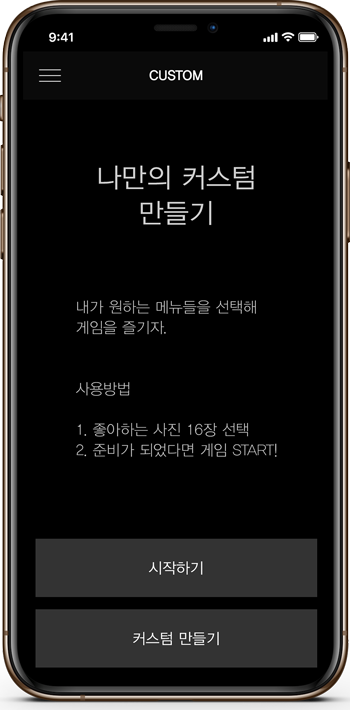 9:41
CUSTOM
나만의 커스텀
만들기
내가 원하는 메뉴들을 선택해
게임을 즐기자.
사용방법
1. 좋아하는 사진 16장 선택
2. 준비가 되었다면 게임 START!
시작하기
커스텀 만들기